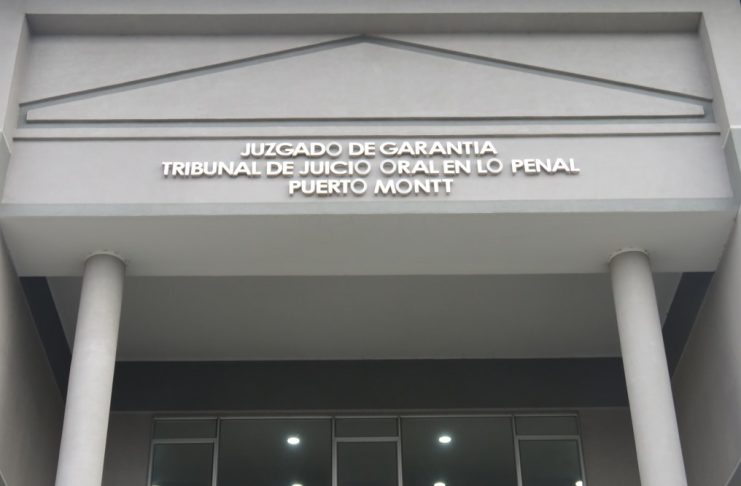 JUZGADO DE GARANTIA
TRIBUNAL DE JUICIO ORAL EN LO PENAL
PUERTO MONTT